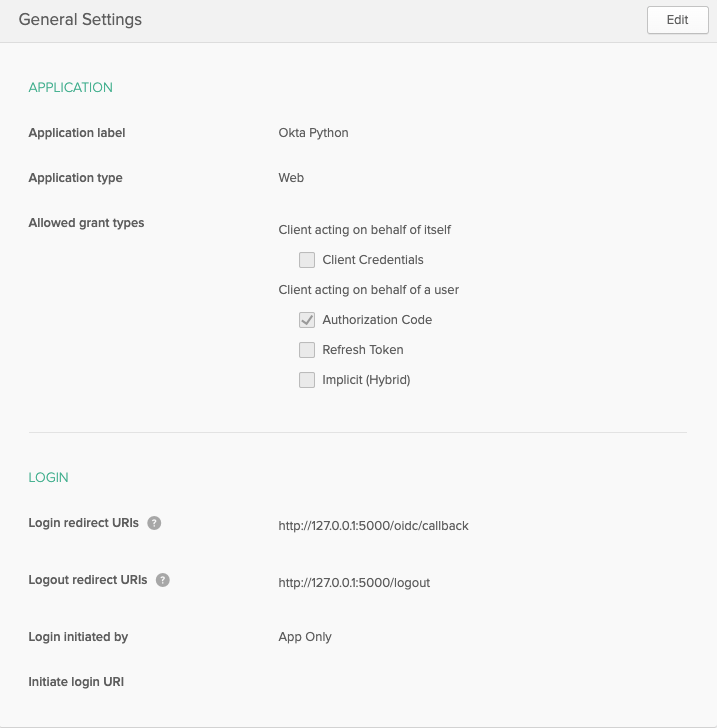 General Settings
Edit
APPLICATION
Application label
Okta Python
Application type
Web
Allowed grant types
Client acting on behalf of itself
Client Credentials
Client acting on behalf of a user
Authorization Code
Refresh Token
Implicit (Hybrid)
LOGIN
Login redirect URIs ?
http://127.0.0.1:5000/oidc/callback
Logout redirect URIs ?
http://127.0.0.1:5000/logout
Login initiated by
App Only
Initiate login URI